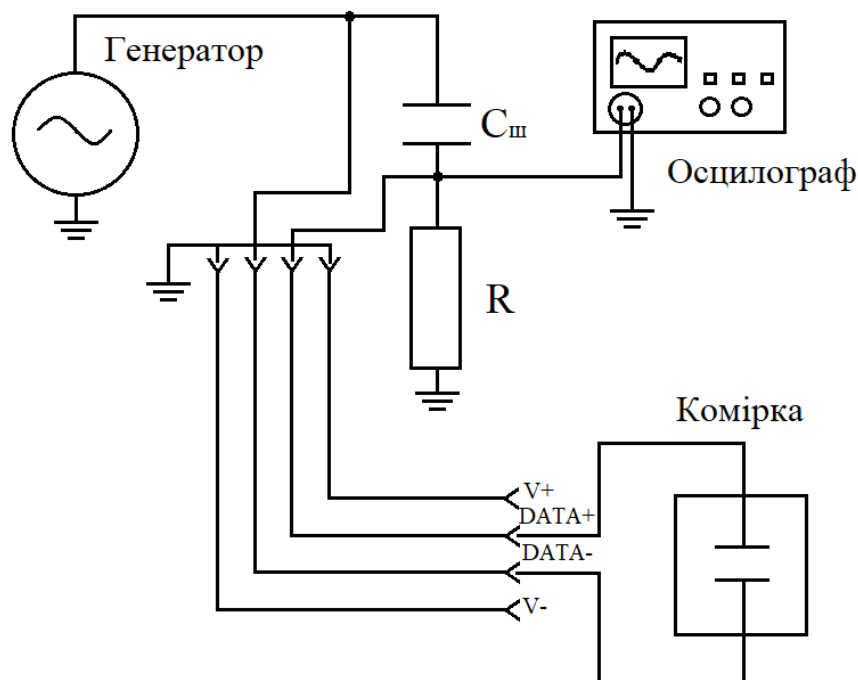 Генератор
Cш
Осцилограф
R
Комірка
V+
DATA+
DATA-
V-